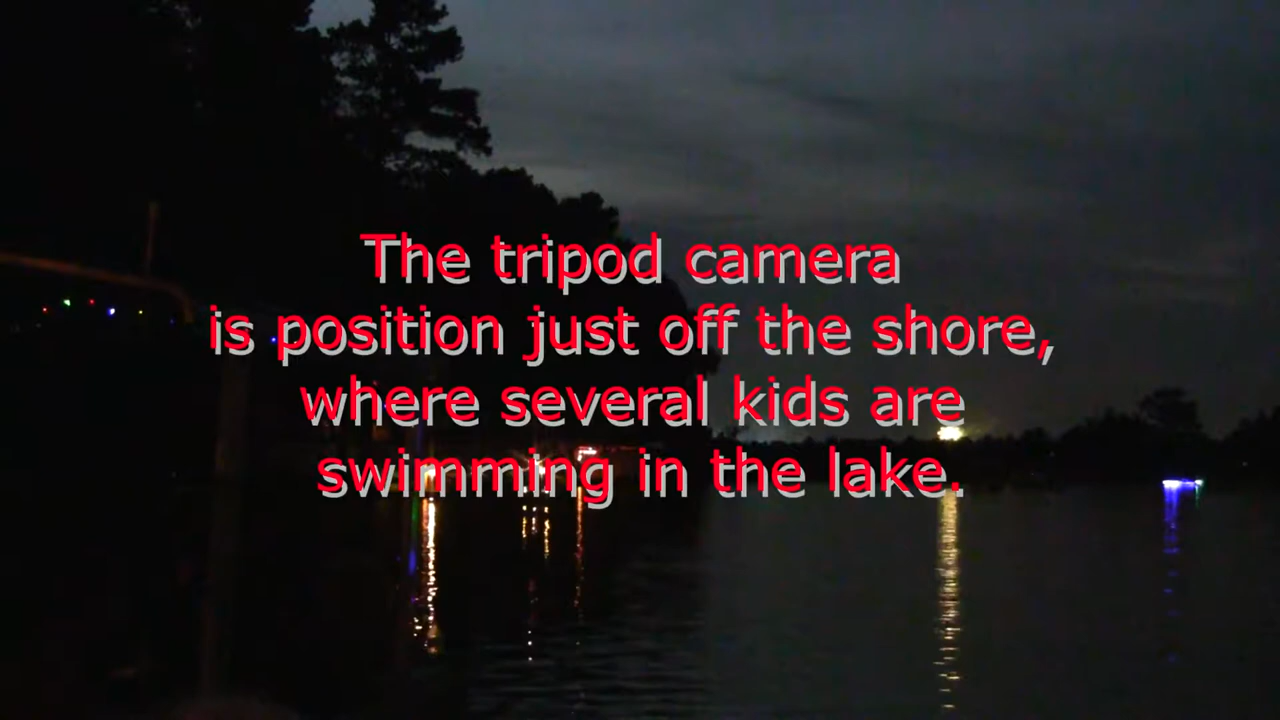 The tripod camera
is position just off the shore,
where several kids are
swimming in the lake.